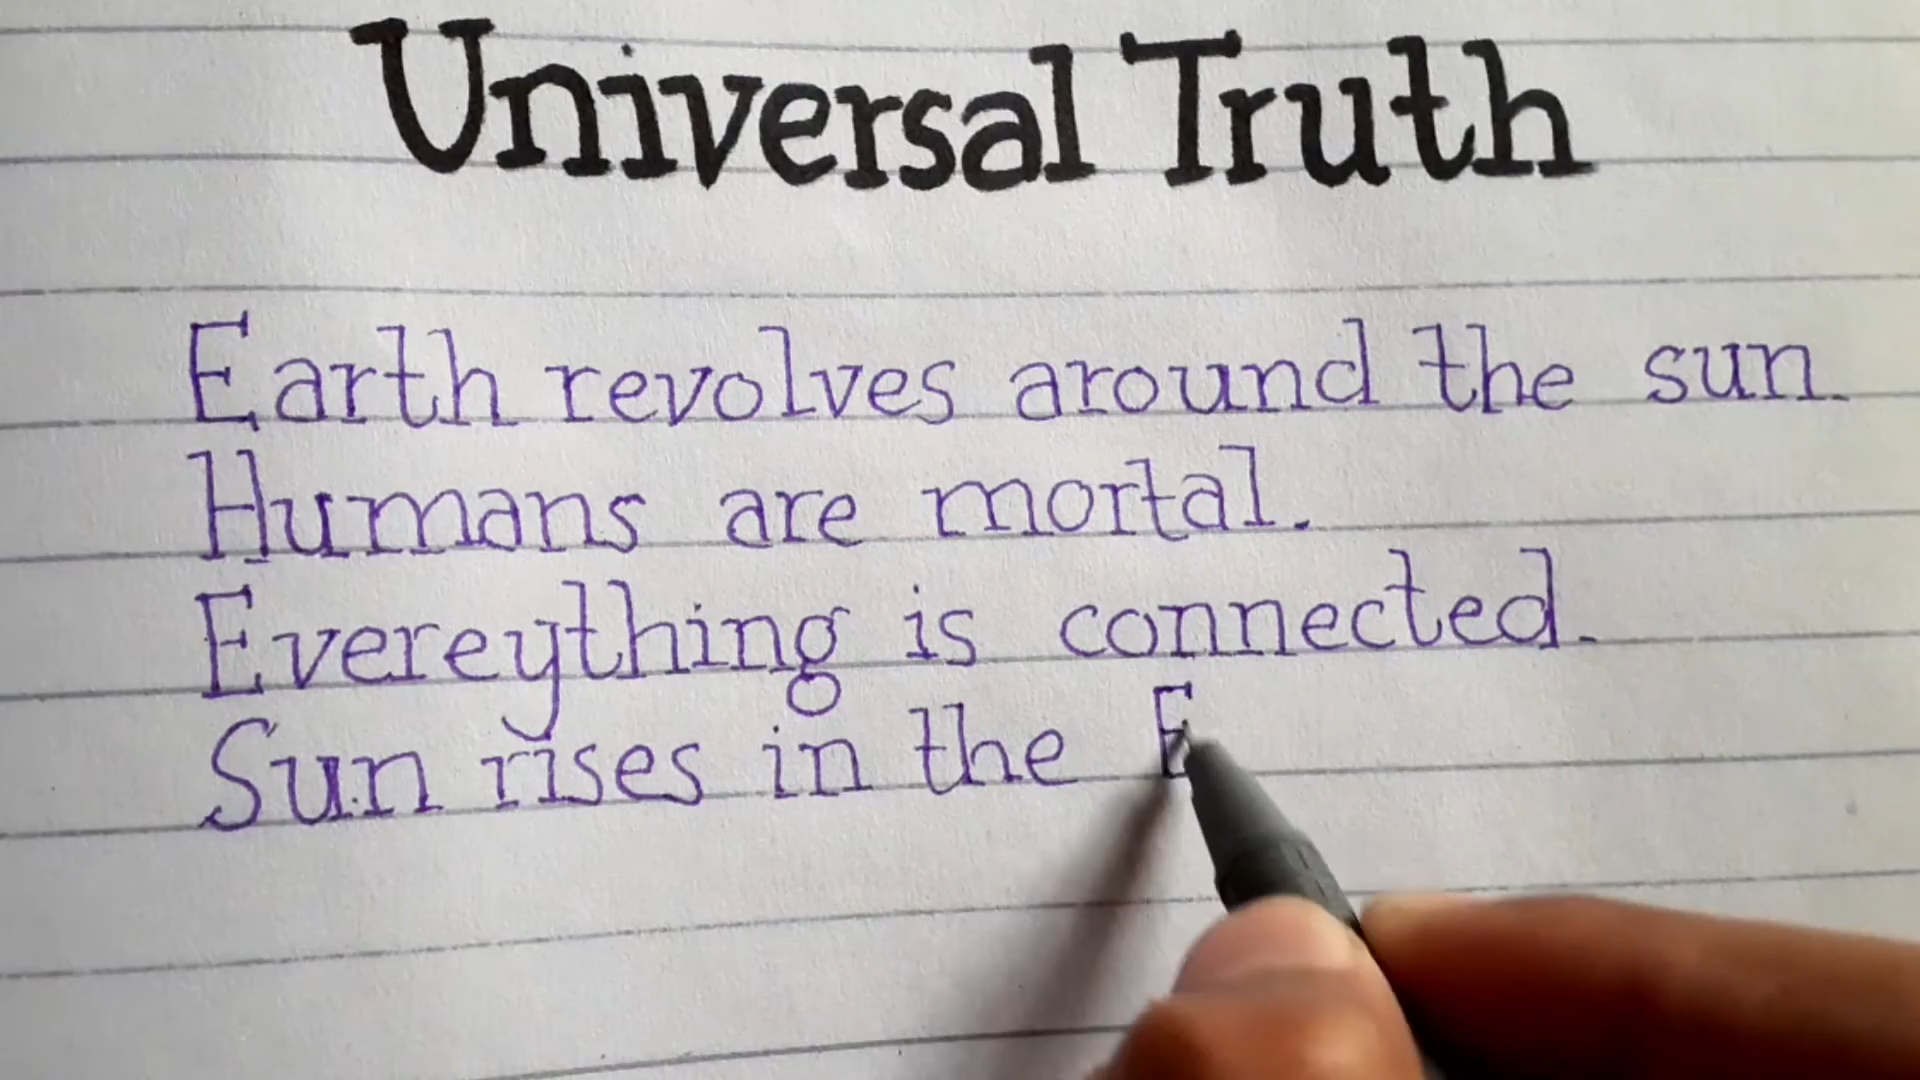 Universal Truth
Earth revolves around the sun.
Humans are mortal.
Evereything is connected.
Sun rises in the E